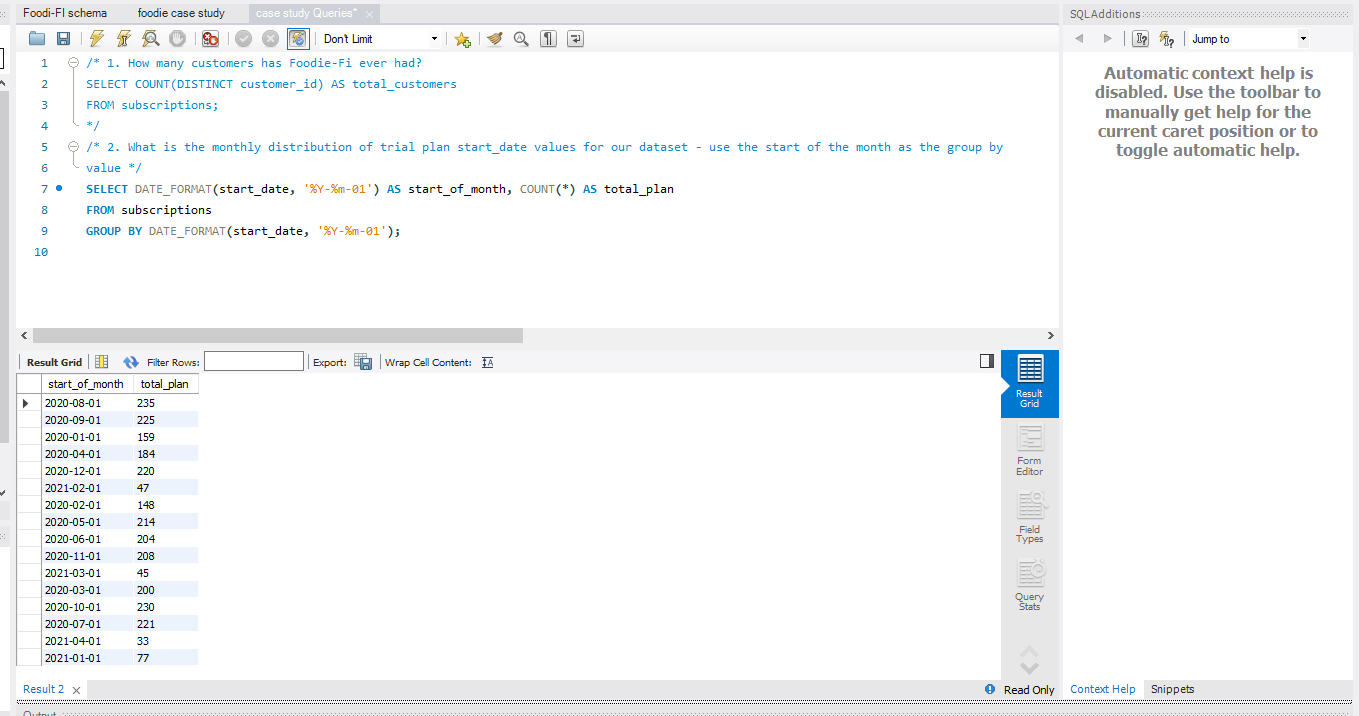 Foodi-FI schema foodie case study case study Queries*
Don't Limit
1 /* 1. How many customers has Foodie-Fi ever had?
2 SELECT COUNT(DISTINCT customer_id) AS total_customers
3 FROM subscriptions;
4 */
5 /* 2. What is the monthly distribution of trial plan start_date values for our dataset - use the start of the month as the group by
6 value */
7 SELECT DATE_FORMAT(start_date, '%Y-%m-01') AS start_of_month, COUNT(*) AS total_plan
8 FROM subscriptions
9 GROUP BY DATE_FORMAT(start_date, '%Y-%m-01');
10
Result Grid Filter Rows: Export: Wrap Cell Content:
start_of_month total_plan
2020-08-01 235
2020-09-01 225
2020-01-01 159
2020-04-01 184
2020-12-01 220
2021-02-01 47
2020-02-01 148
2020-05-01 214
2020-06-01 204
2020-11-01 208
2021-03-01 45
2020-03-01 200
2020-10-01 230
2020-07-01 221
2021-04-01 33
2021-01-01 77
Result
Grid
Form
Editor
Field
Types
Query
Stats
Result 2
Read Only
Output
SQLAdditions
Jump to
Automatic context help is
disabled. Use the toolbar to
manually get help for the
current caret position or to
toggle automatic help.
Context Help Snippets